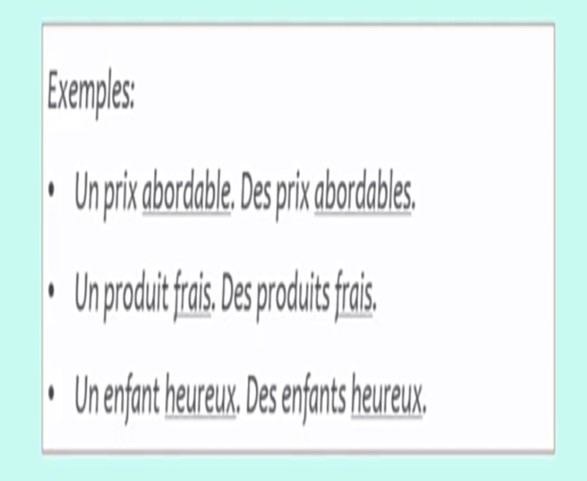 Exemples:
• Un prix abordable. Des prix abordables.
• Un produit frais. Des produits frais.
• Un enfant heureux. Des enfants heureux.